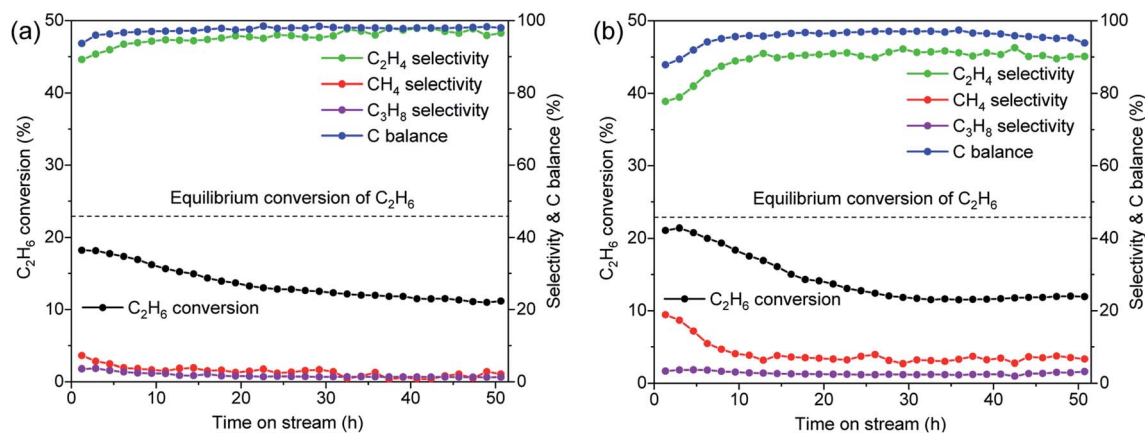 (a)
C₂H₆ conversion (%)
50
40
30
20
10
0
C₂H₄ selectivity
CH₄ selectivity
C₃H₈ selectivity
C balance
Equilibrium conversion of C₂H₆
C₂H₆ conversion
100
80
60
40
20
0
Selectivity & C balance (%)
0 10 20 30 40 50
Time on stream (h)
(b)
C₂H₆ conversion (%)
50
40
30
20
10
0
C₂H₄ selectivity
CH₄ selectivity
C₃H₈ selectivity
C balance
Equilibrium conversion of C₂H₆
C₂H₆ conversion
100
80
60
40
20
0
Selectivity & C balance (%)
0 10 20 30 40 50
Time on stream (h)